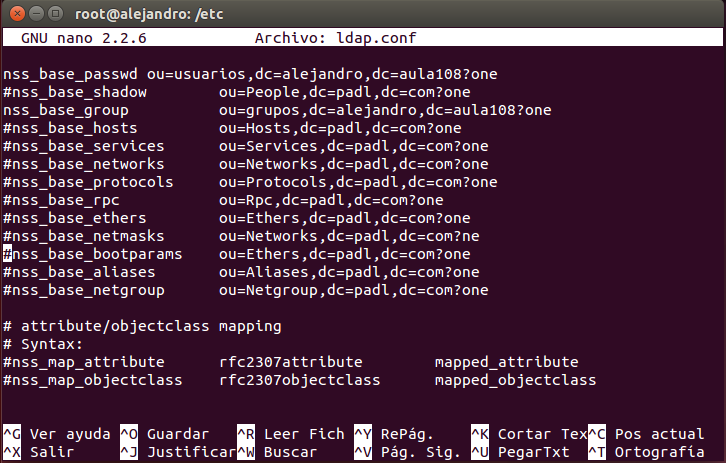 root@alejandro: /etc
GNU nano 2.2.6 Archivo: ldap.conf
nss_base_passwd ou=usuarios,dc=alejandro,dc=aula108?one
#nss_base_shadow ou=People,dc=padl,dc=com?one
nss_base_group ou=grupos,dc=alejandro,dc=aula108?one
#nss_base_hosts ou=Hosts,dc=padl,dc=com?one
#nss_base_services ou=Services,dc=padl,dc=com?one
#nss_base_networks ou=Networks,dc=padl,dc=com?one
#nss_base_protocols ou=Protocols,dc=padl,dc=com?one
#nss_base_rpc ou=Rpc,dc=padl,dc=com?one
#nss_base_ethers ou=Ethers,dc=padl,dc=com?one
#nss_base_netmasks ou=Networks,dc=padl,dc=com?ne
#nss_base_bootparams ou=Ethers,dc=padl,dc=com?one
#nss_base_aliases ou=Aliases,dc=padl,dc=com?one
#nss_base_netgroup ou=Netgroup,dc=padl,dc=com?one
# attribute/objectclass mapping
# Syntax:
#nss_map_attribute rfc2307attribute mapped_attribute
#nss_map_objectclass rfc2307objectclass mapped_objectclass
^G Ver ayuda ^O Guardar ^R Leer Fich ^Y RePág. ^K Cortar Tex ^C Pos actual
^X Salir ^J Justificar ^W Buscar ^V Pág. Sig. ^U PegarTxt ^T Ortografía